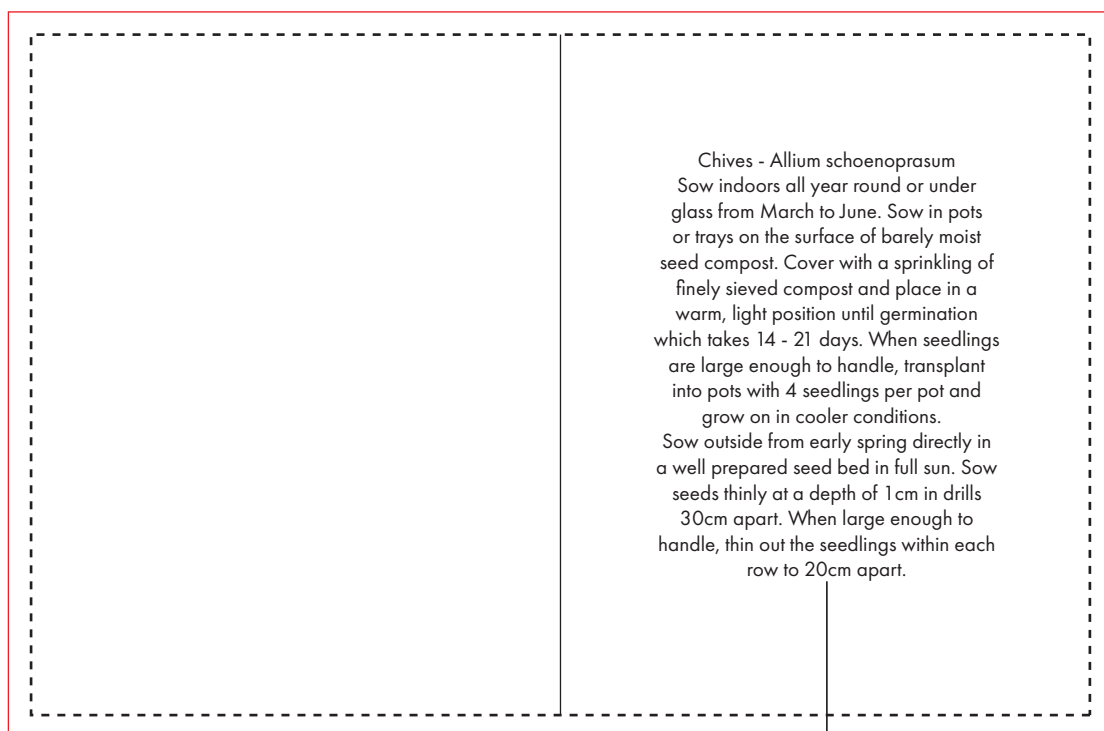 Chives - Allium schoenoprasum
Sow indoors all year round or under
glass from March to June. Sow in pots
or trays on the surface of barely moist
seed compost. Cover with a sprinkling of
finely sieved compost and place in a
warm, light position until germination
which takes 14 - 21 days. When seedlings
are large enough to handle, transplant
into pots with 4 seedlings per pot and
grow on in cooler conditions.
Sow outside from early spring directly in
a well prepared seed bed in full sun. Sow
seeds thinly at a depth of 1cm in drills
30cm apart. When large enough to
handle, thin out the seedlings within each
row to 20cm apart.